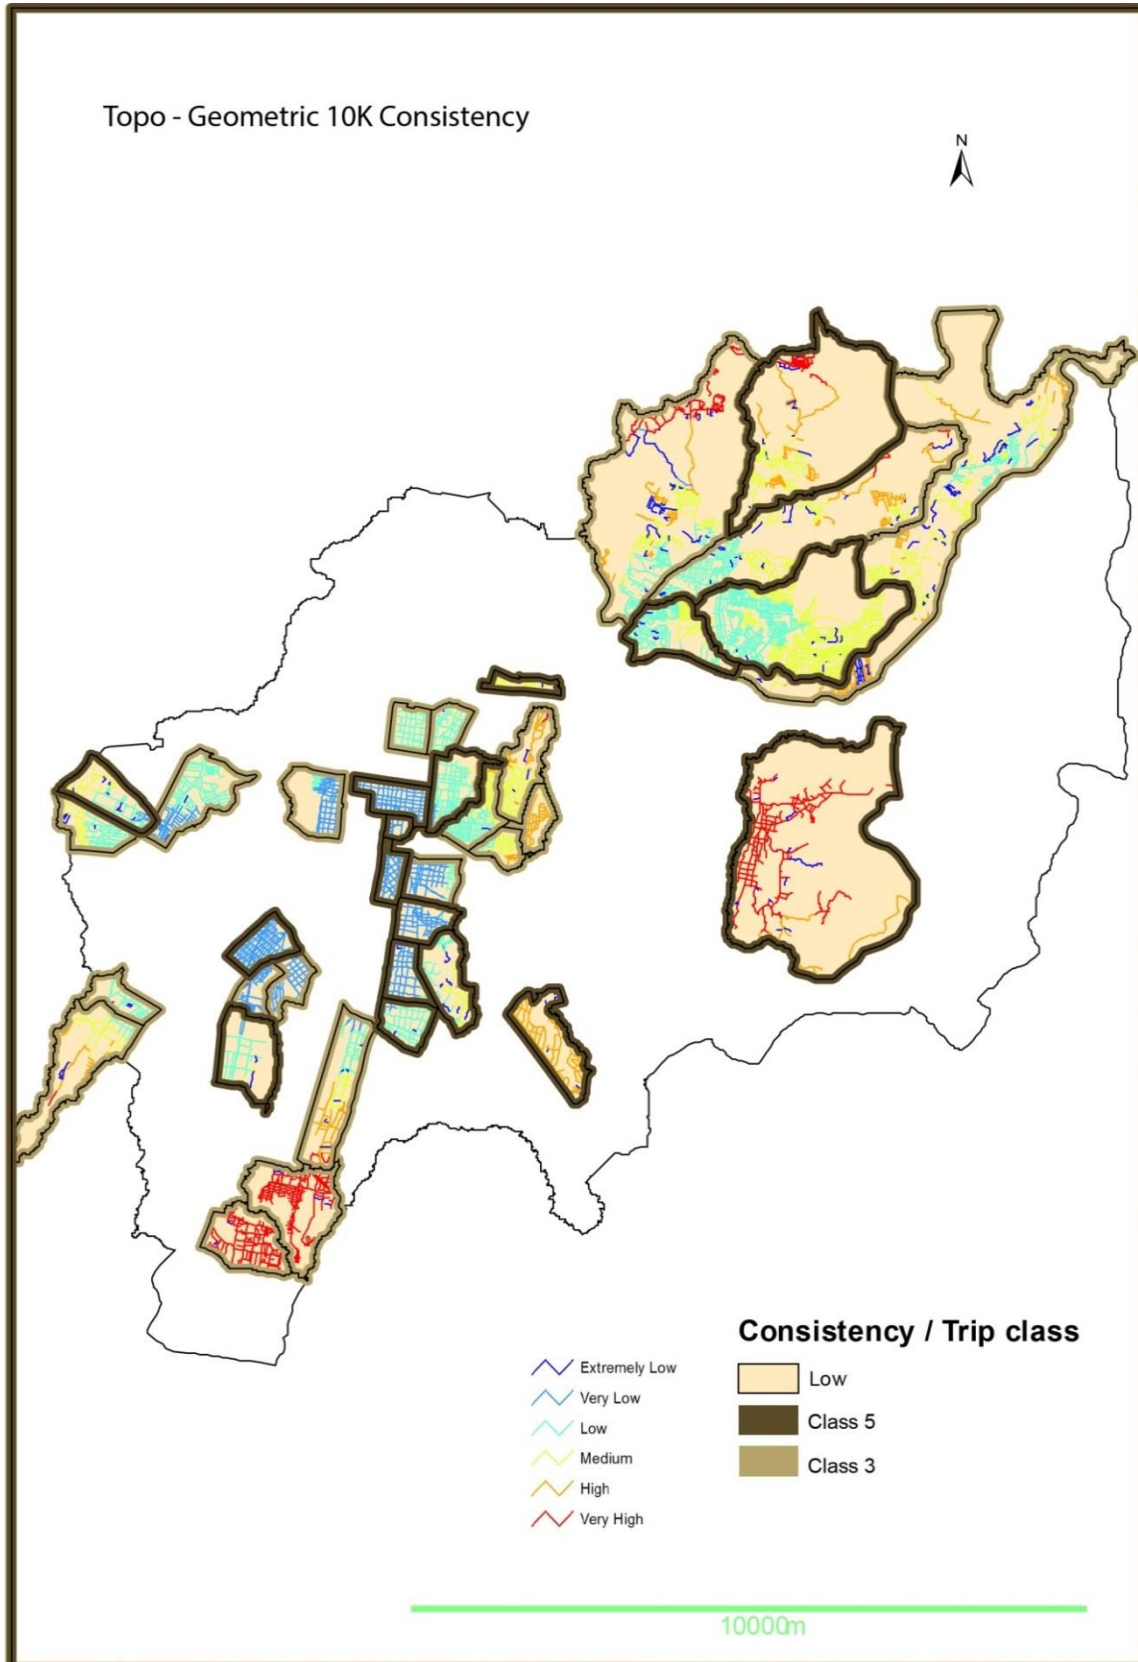 Topo - Geometric 10K Consistency
N
Consistency / Trip class
Extremely Low
Very Low
Low
Medium
High
Very High
Low
Class 5
Class 3
10000m